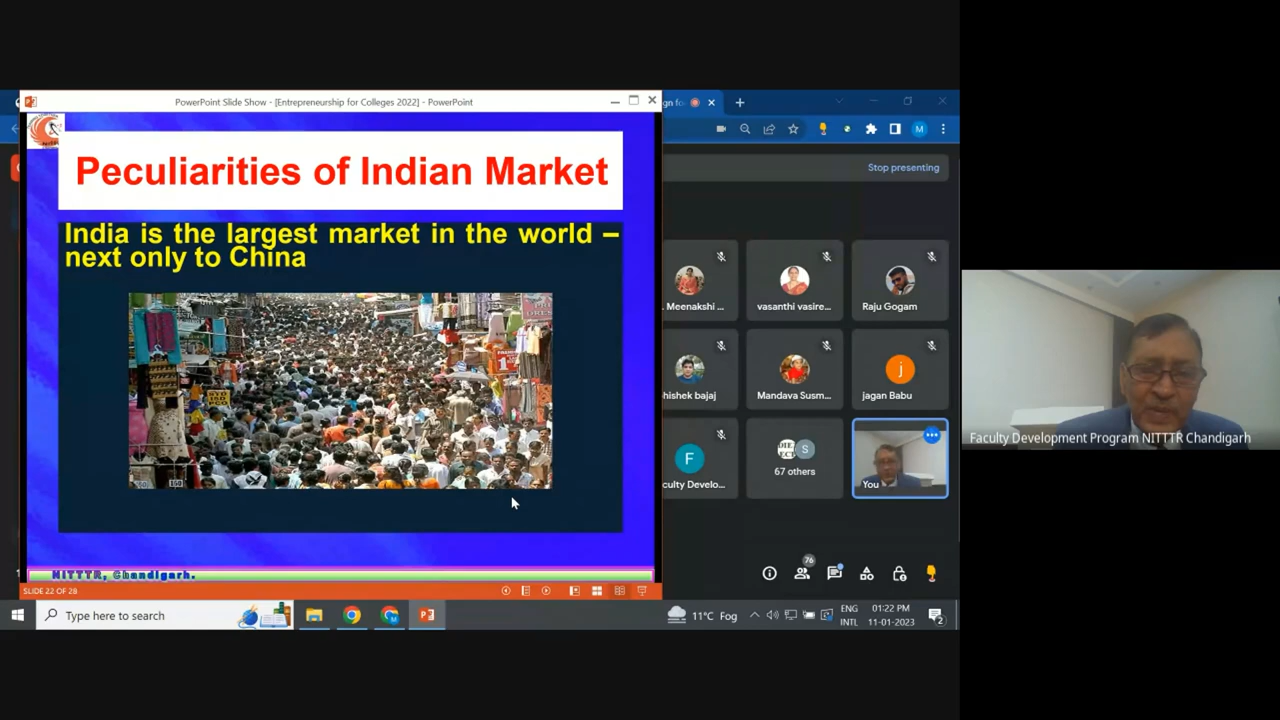 PowerPoint Slide Show - [Entrepreneurship for Colleges 2022] - PowerPoint
Peculiarities of Indian Market
India is the largest market in the world –
next only to China
NITTTR, Chandigarh.
SLIDE 22 OF 28
Stop presenting
M
Meenakshi ...
vasanthi vasire...
Raju Gogam
hishek bajaj
Mandava Susm...
j
jagan Babu
F
culty Develo...
S
67 others
You
76
Faculty Development Program NITTTR Chandigarh
Type here to search
11°C Fog
ENG
INTL
01:22 PM
11-01-2023
2